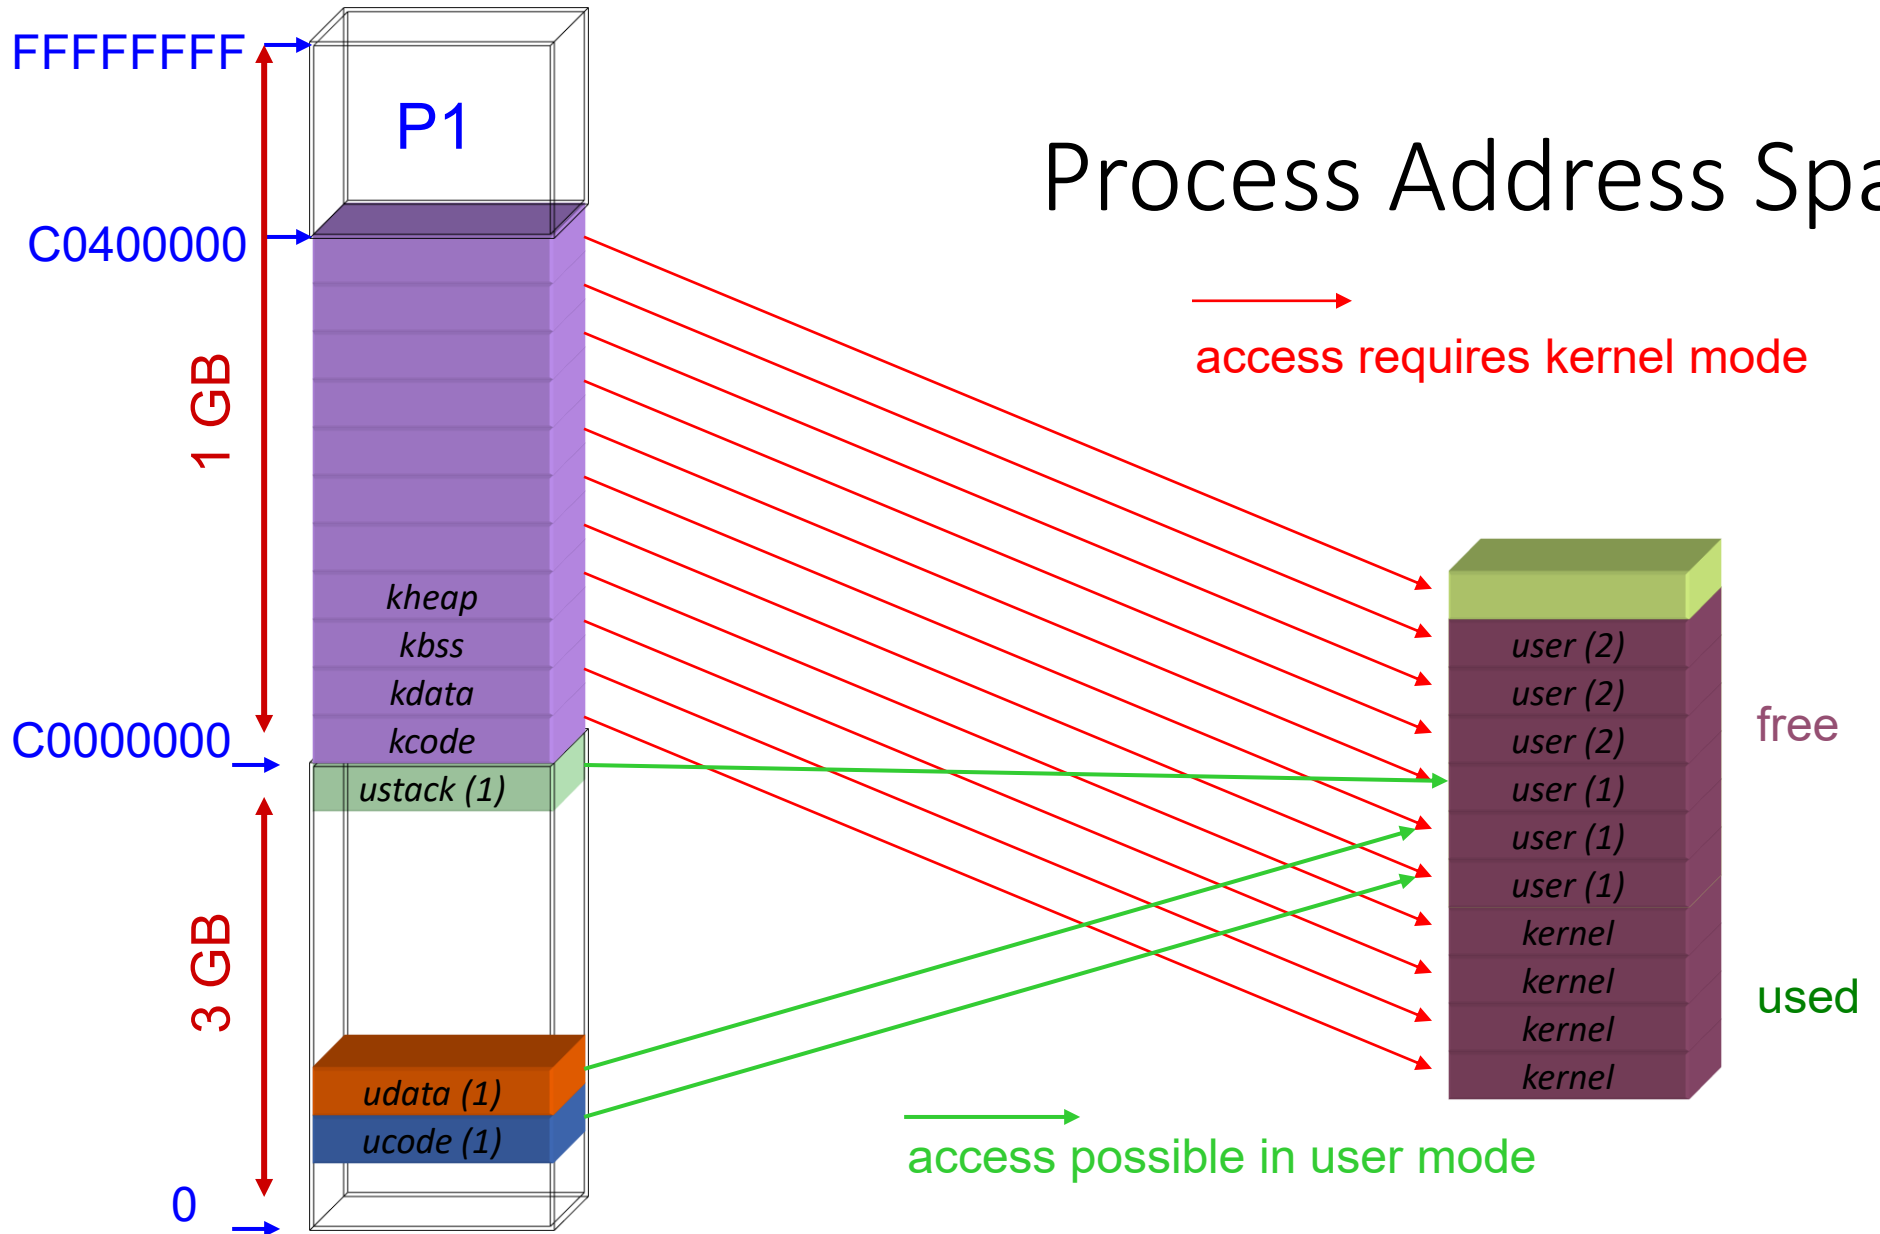 FFFFFFFF
P1
Process Address Spa
C0400000
access requires kernel mode
1 GB
kheap
kbss
kdata
kcode
C0000000
ustack (1)
user (2)
user (2)
user (2)
user (1)
user (1)
user (1)
kernel
kernel
kernel
kernel
free
used
3 GB
udata (1)
ucode (1)
access possible in user mode
0